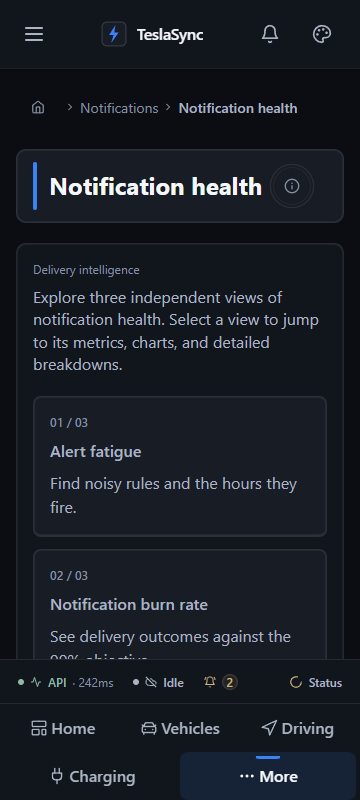 TeslaSync
Notifications
Notification health
Notification health
Delivery intelligence
Explore three independent views of
notification health. Select a view to jump
to its metrics, charts, and detailed
breakdowns.
01 / 03
Alert fatigue
Find noisy rules and the hours they
fire.
02 / 03
Notification burn rate
See delivery outcomes against the
API · 242ms
Idle
2
Status
Home
Vehicles
Driving
Charging
More